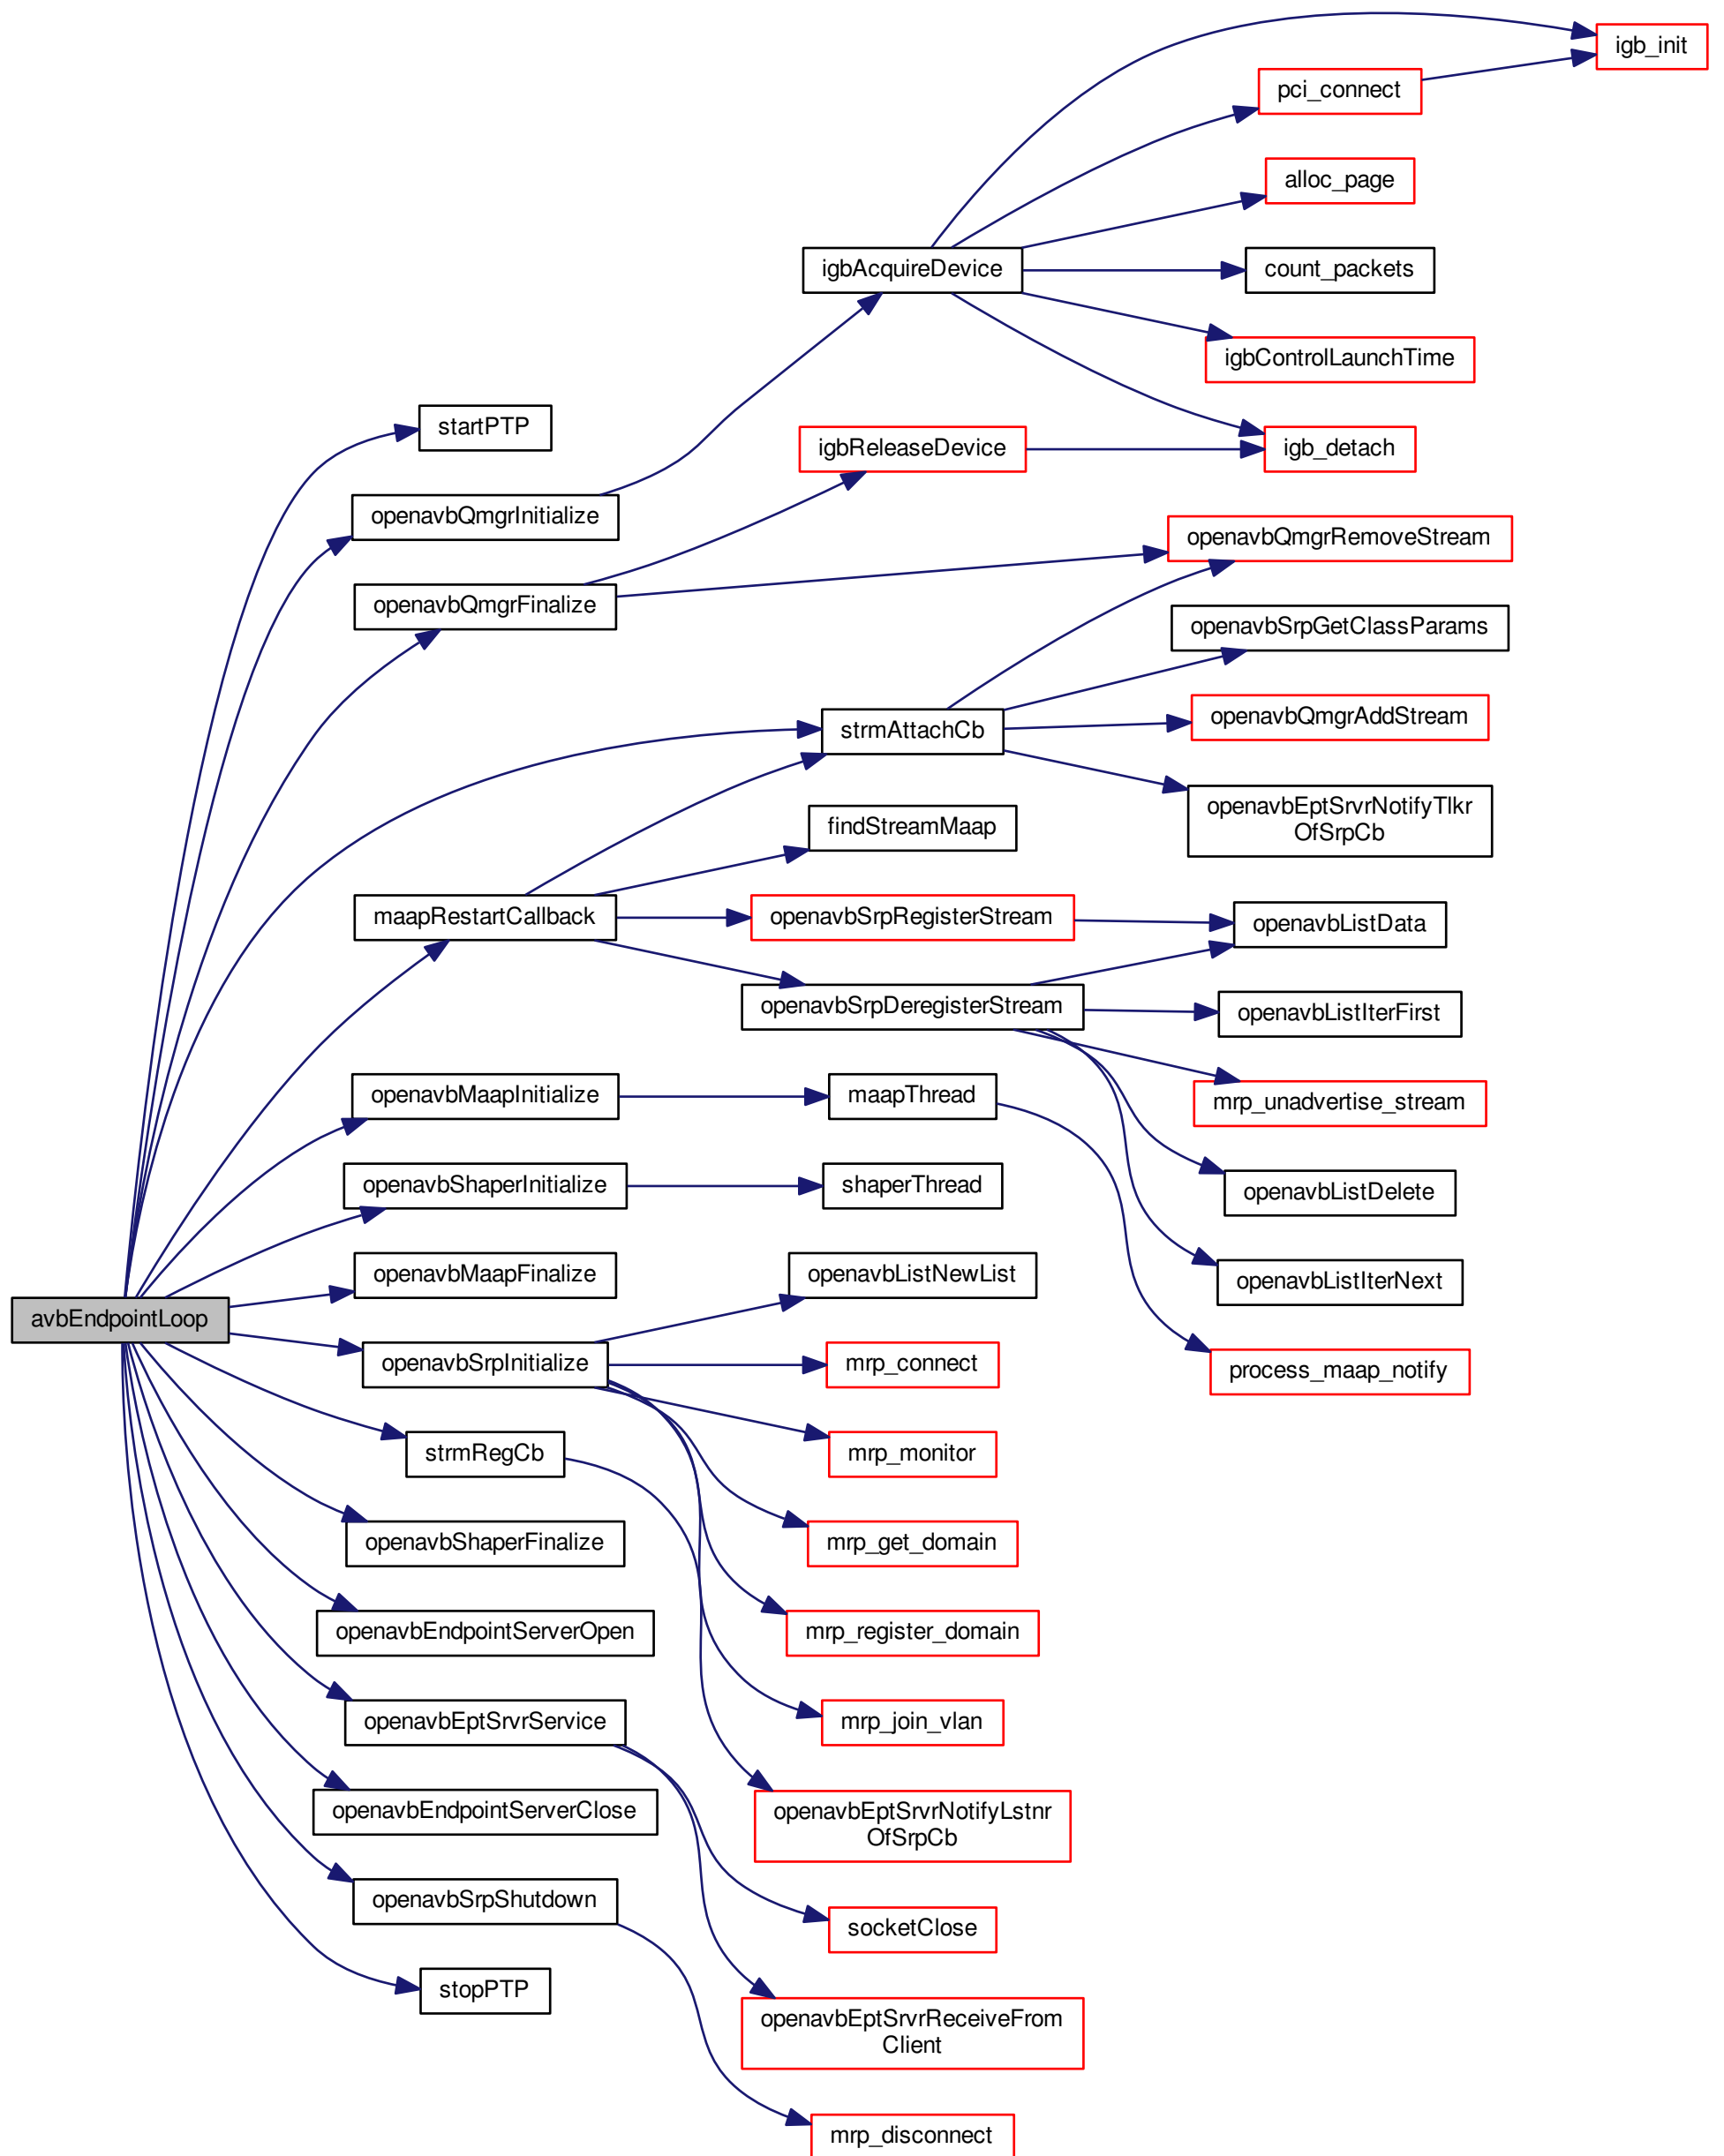 igb_init
pci_connect
alloc_page
igbAcquireDevice
count_packets
igbControlLaunchTime
startPTP
igbReleaseDevice
igb_detach
openavbQmgrInitialize
openavbQmgrRemoveStream
openavbQmgrFinalize
openavbSrpGetClassParams
strmAttachCb
openavbQmgrAddStream
openavbEptSrvrNotifyTlkr
OfSrpCb
findStreamMaap
maapRestartCallback
openavbSrpRegisterStream
openavbListData
openavbSrpDeregisterStream
openavbListIterFirst
openavbMaapInitialize
maapThread
mrp_unadvertise_stream
openavbShaperInitialize
shaperThread
openavbListDelete
openavbMaapFinalize
openavbListNewList
openavbListIterNext
avbEndpointLoop
openavbSrpInitialize
mrp_connect
process_maap_notify
strmRegCb
mrp_monitor
openavbShaperFinalize
mrp_get_domain
openavbEndpointServerOpen
mrp_register_domain
openavbEptSrvrService
mrp_join_vlan
openavbEndpointServerClose
openavbEptSrvrNotifyLstnr
OfSrpCb
openavbSrpShutdown
socketClose
stopPTP
openavbEptSrvrReceiveFrom
Client
mrp_disconnect